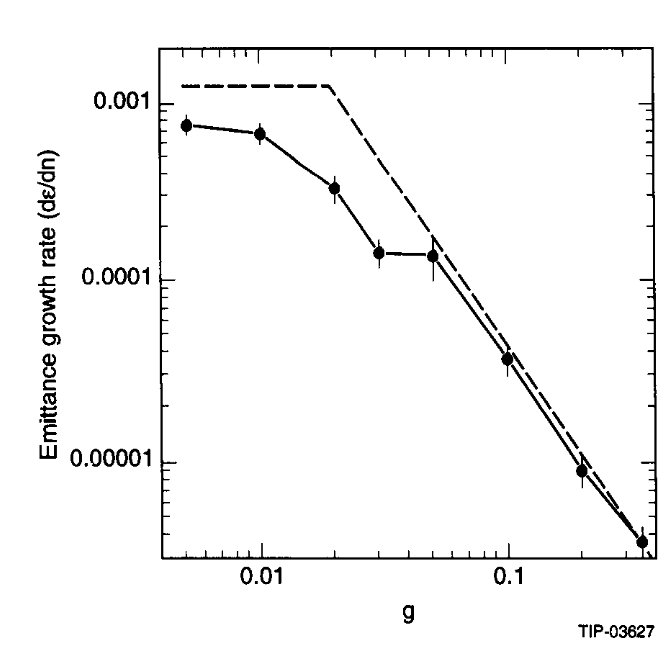 Emittance growth rate (dε/dn)
0.001
0.0001
0.00001
0.01 0.1
g
TIP-03627